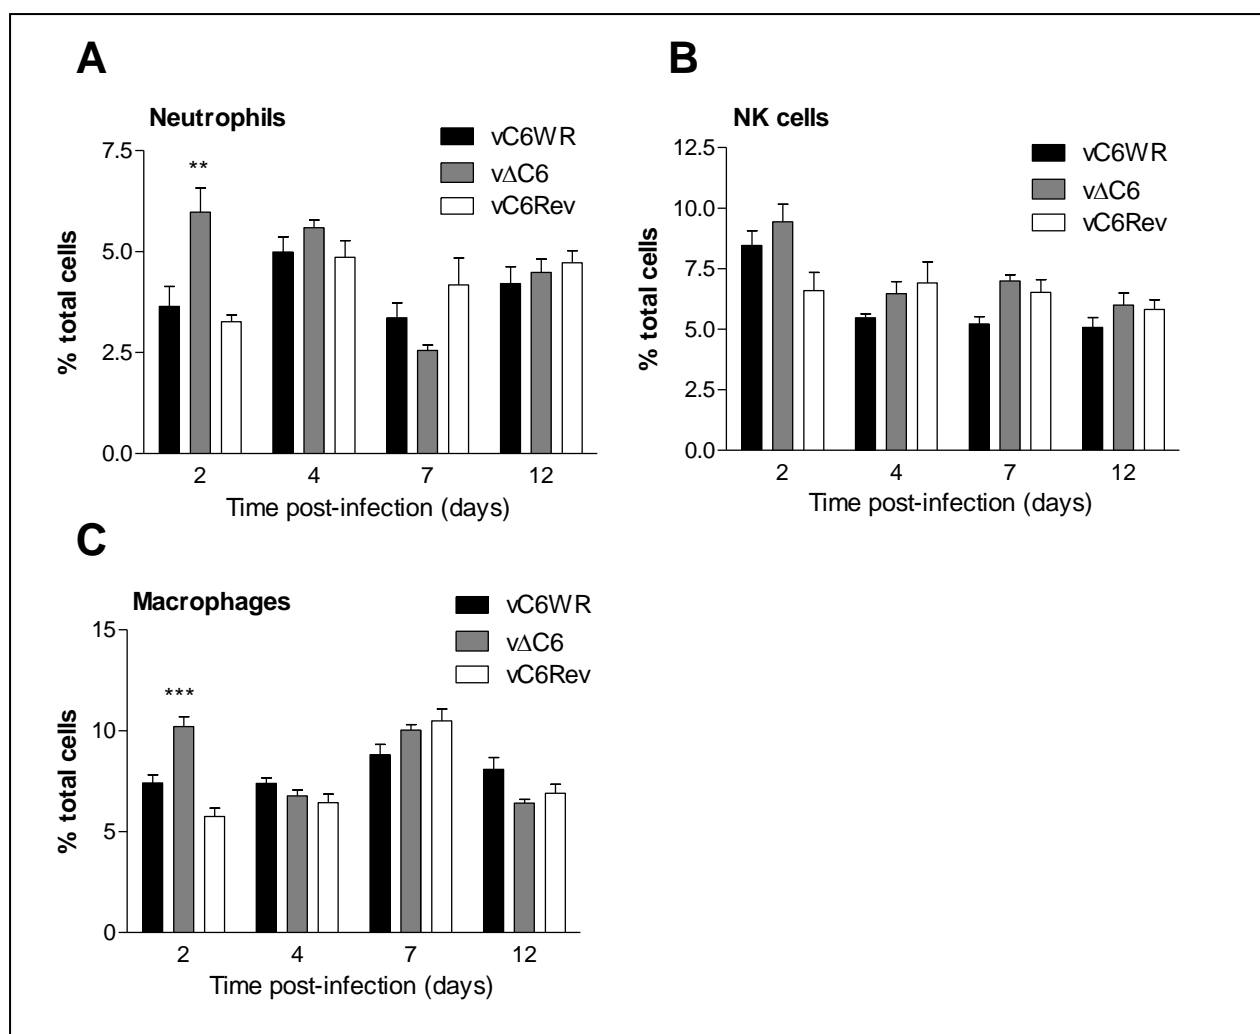 A
Neutrophils
vC6WR
v∆C6
vC6Rev
7.5
5.0
2.5
0.0
% total cells
**
2 4 7 12
Time post-infection (days)
B
NK cells
vC6WR
v∆C6
vC6Rev
12.5
10.0
7.5
5.0
2.5
0.0
% total cells
2 4 7 12
Time post-infection (days)
C
Macrophages
vC6WR
v∆C6
vC6Rev
15
10
5
0
% total cells
***
2 4 7 12
Time post-infection (days)